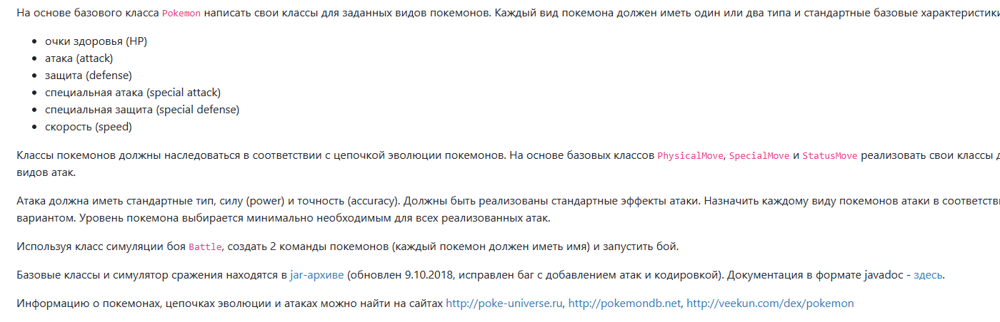 На основе базового класса Pokemon написать свои классы для заданных видов покемонов. Каждый вид покемона должен иметь один или два типа и стандартные базовые характеристики
• очки здоровья (HP)
• атака (attack)
• защита (defense)
• специальная атака (special attack)
• специальная защита (special defense)
• скорость (speed)
Классы покемонов должны наследоваться в соответствии с цепочкой эволюции покемонов. На основе базовых классов PhysicalMove, SpecialMove и StatusMove реализовать свои классы
видов атак.
Атака должна иметь стандартные тип, силу (power) и точность (accuracy). Должны быть реализованы стандартные эффекты атаки. Назначить каждому виду покемонов атаки в
вариантом. Уровень покемона выбирается минимально необходимым для всех реализованных атак.
Используя класс симуляции боя Battle, создать 2 команды покемонов (каждый покемон должен иметь имя) и запустить бой.
Базовые классы и симулятор сражения находятся в jar-архиве (обновлен 9.10.2018, исправлен баг с добавлением атак и кодировкой). Документация в формате javadoc - здесь.
Информацию о покемонах, цепочках эволюции и атаках можно найти на сайтах http://poke-universe.ru, http://pokemondb.net, http://veekun.com/dex/pokemon